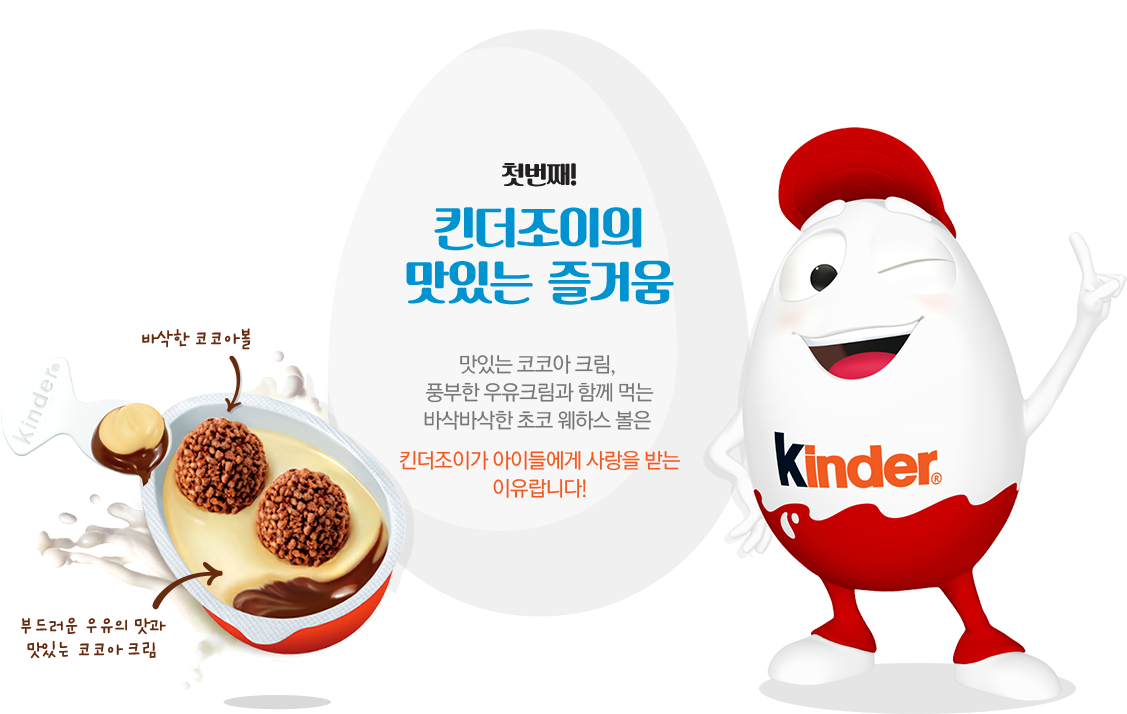 첫번째!
킨더조이의
맛있는 즐거움
맛있는 코코아 크림,
풍부한 우유크림과 함께 먹는
바삭바삭한 초코 웨하스 볼은
킨더조이가 아이들에게 사랑을 받는
이유랍니다!
바삭한 코코아볼
Kinder®
부드러운 우유의 맛과
맛있는 코코아 크림
Kinder®